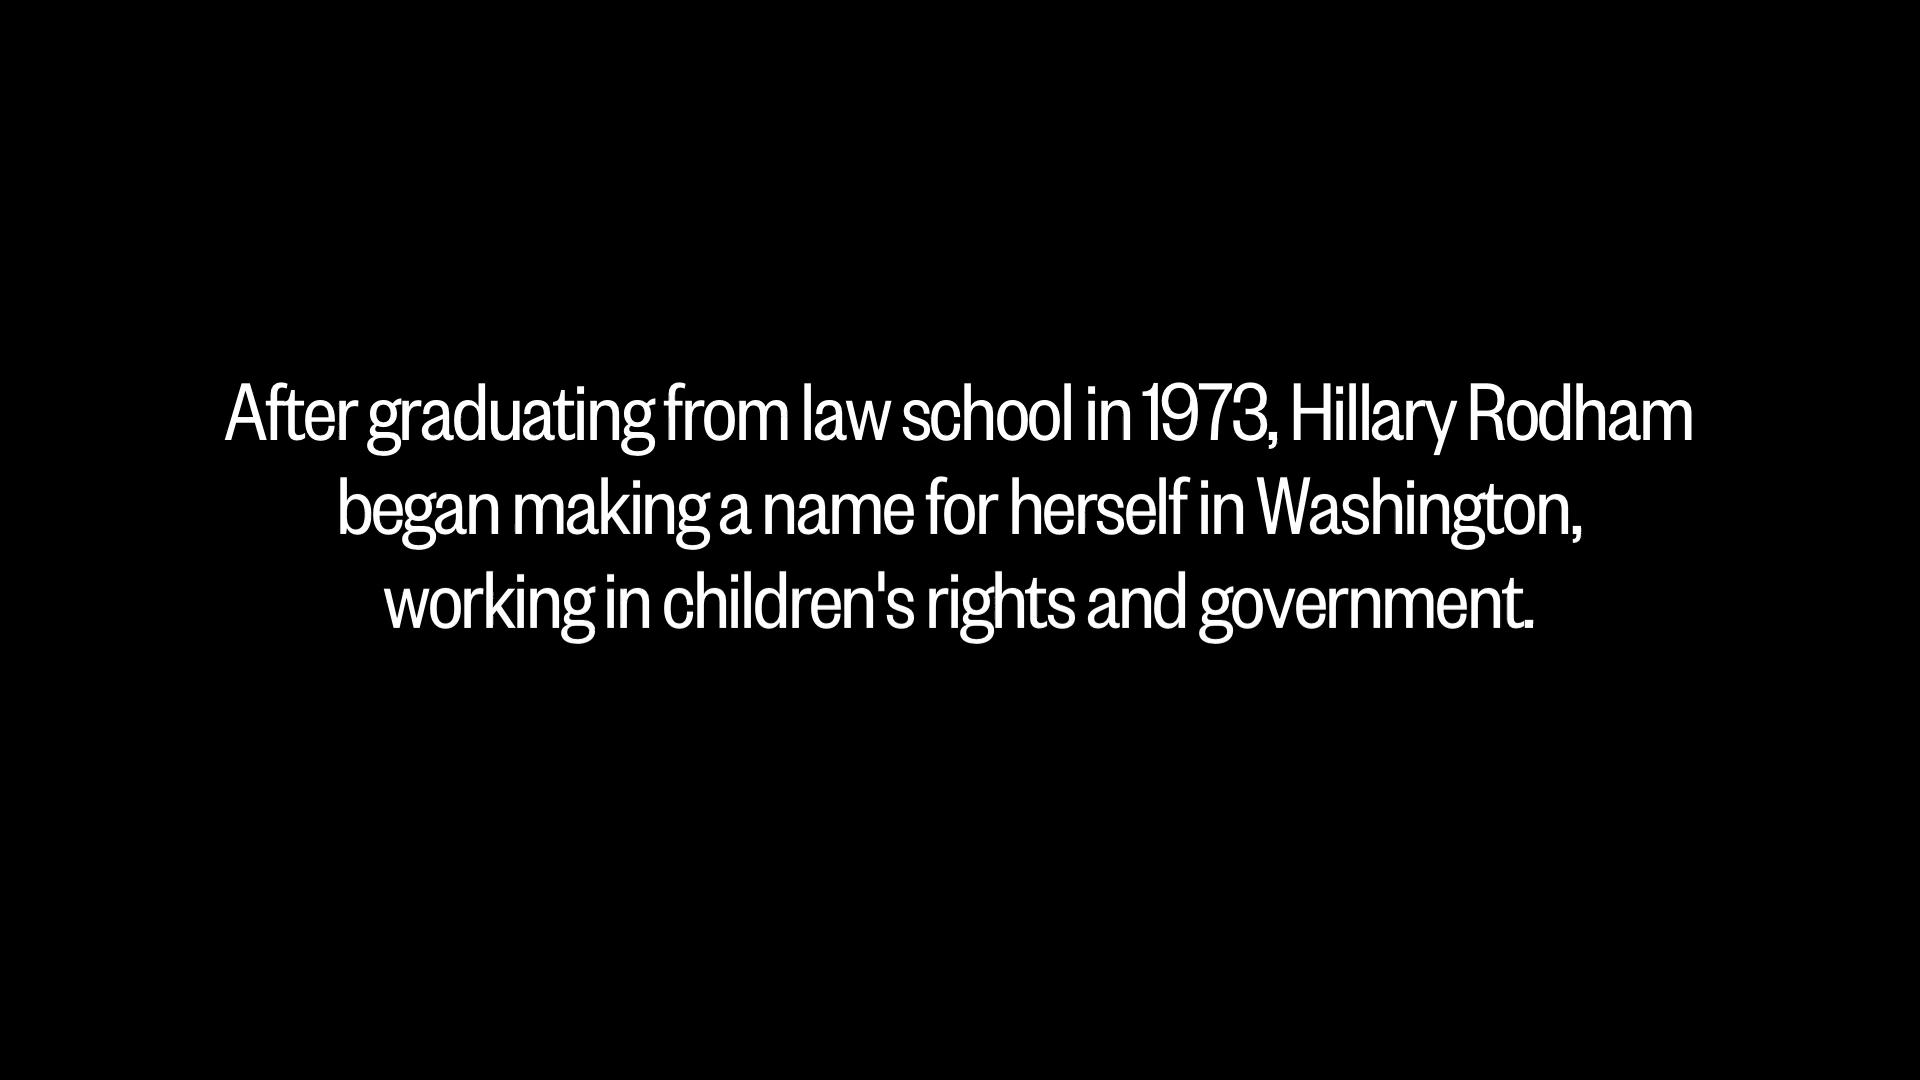 After graduating from law school in 1973, Hillary Rodham
began making a name for herself in Washington,
working in children's rights and government.